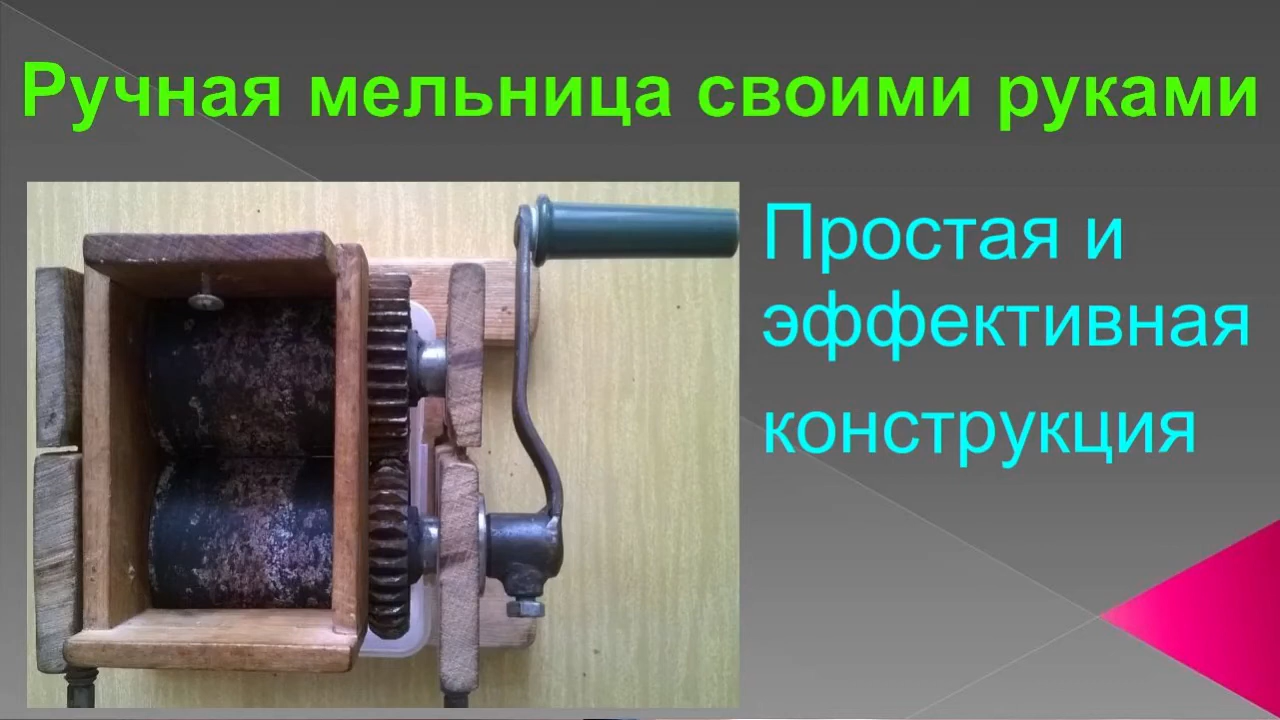 Ручная мельница своими руками
Простая и
эффективная
конструкция